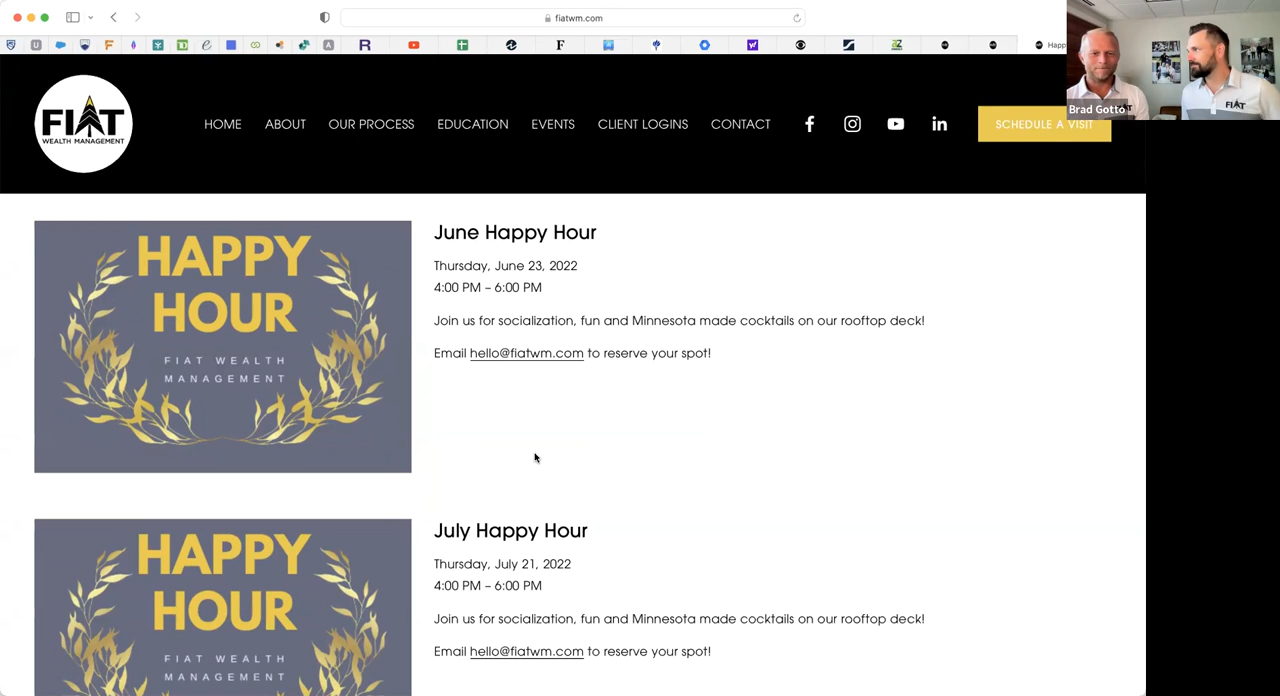 fiatwm.com
Happ
Brad Gotto
FIAT
FIAT
WEALTH MANAGEMENT
HOME
ABOUT
OUR PROCESS
EDUCATION
EVENTS
CLIENT LOGINS
CONTACT
SCHEDULE A VISIT
HAPPY
HOUR
FIAT WEALTH
MANAGEMENT
June Happy Hour
Thursday, June 23, 2022
4:00 PM – 6:00 PM
Join us for socialization, fun and Minnesota made cocktails on our rooftop deck!
Email hello@fiatwm.com to reserve your spot!
HAPPY
HOUR
FIAT WEALTH
MANAGEMENT
July Happy Hour
Thursday, July 21, 2022
4:00 PM – 6:00 PM
Join us for socialization, fun and Minnesota made cocktails on our rooftop deck!
Email hello@fiatwm.com to reserve your spot!